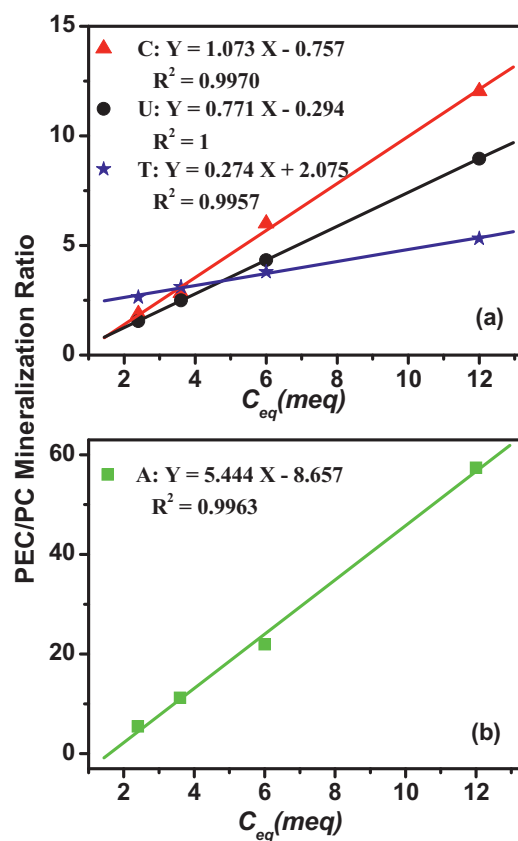 PEC/PC Mineralization Ratio
15
10
5
0
C: Y = 1.073 X - 0.757
R² = 0.9970
U: Y = 0.771 X - 0.294
R² = 1
T: Y = 0.274 X + 2.075
R² = 0.9957
(a)
2 4 6 8 10 12
C_eq(meq)
60
40
20
0
A: Y = 5.444 X - 8.657
R² = 0.9963
(b)
2 4 6 8 10 12
C_eq(meq)